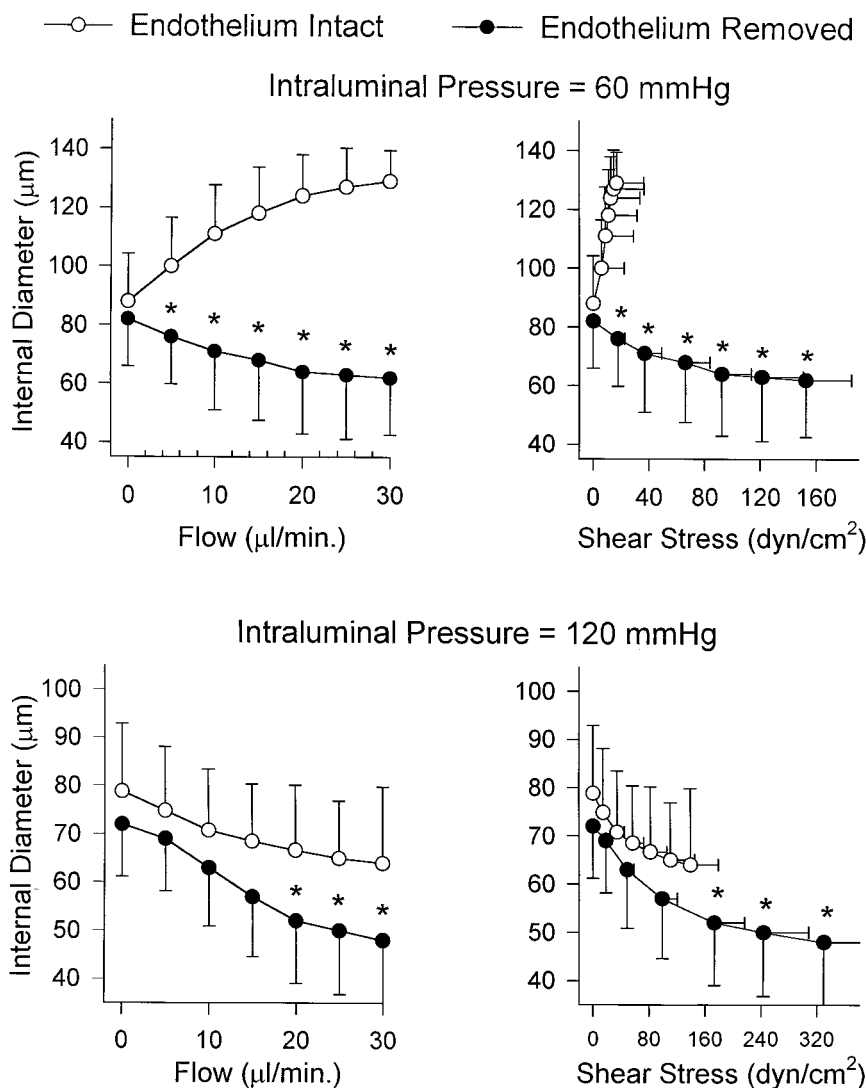 Endothelium Intact Endothelium Removed
Intraluminal Pressure = 60 mmHg
Internal Diameter (μm)
140
120
100
80
60
40
* * * * * *
0 10 20 30
Flow (μl/min.)
140
120
100
80
60
40
* * * * * *
0 40 80 120 160
Shear Stress (dyn/cm²)
Intraluminal Pressure = 120 mmHg
Internal Diameter (μm)
100
90
80
70
60
50
40
* * *
0 10 20 30
Flow (μl/min.)
100
90
80
70
60
50
40
* * *
0 80 160 240 320
Shear Stress (dyn/cm²)